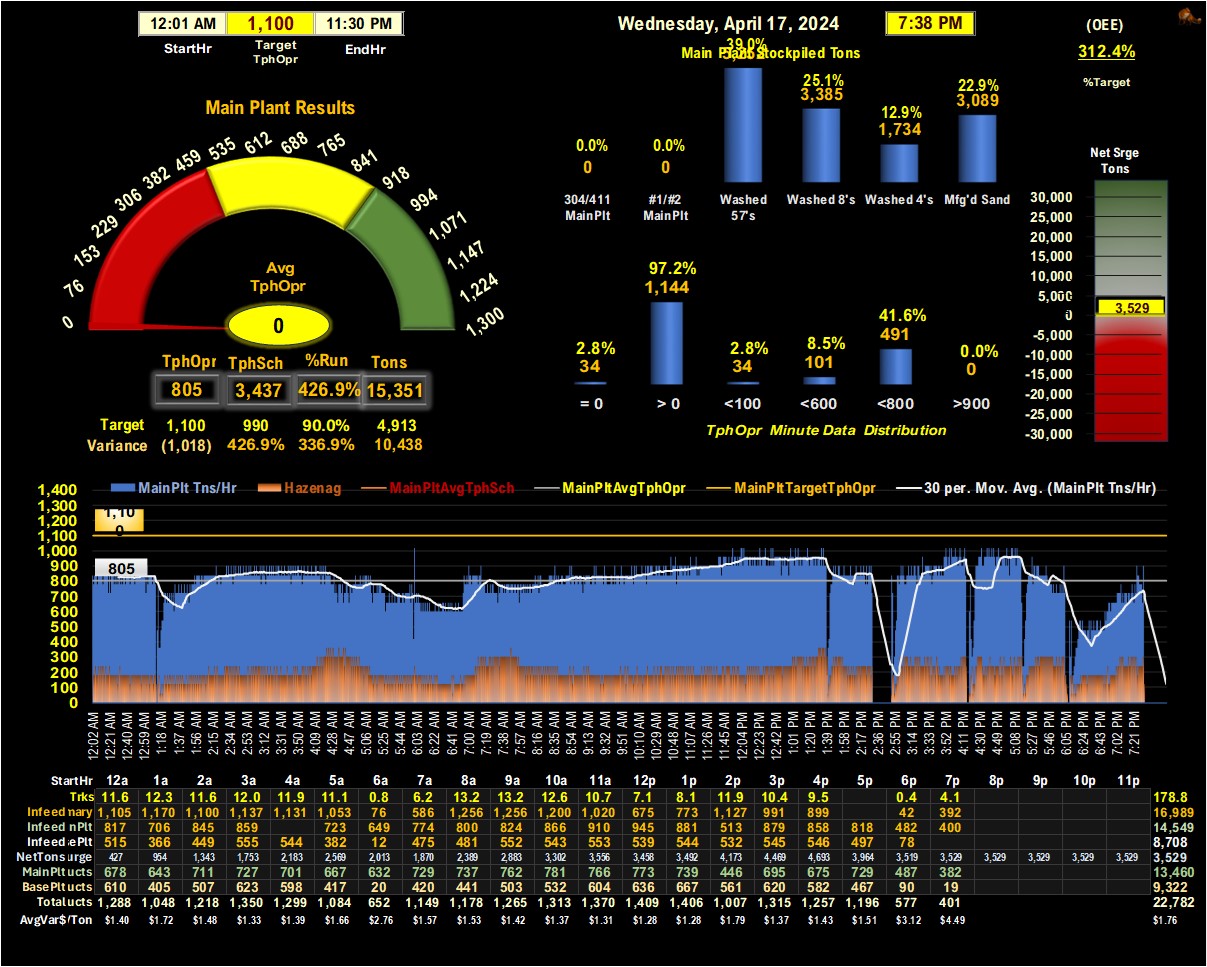 12:01 AM 1,100 11:30 PM
StartHr Target TphOpr EndHr
Wednesday, April 17, 2024 7:38 PM
(OEE)
312.4%
%Target
Main Plant Results
0 76 153 229 306 382 459 535 612 688 765 841 918 994 1,071 1,147 1,224 1,300
Avg
TphOpr
0
TphOpr TphSch %Run Tons
805 3,437 426.9% 15,351
Target 1,100 990 90.0% 4,913
Variance (1,018) 426.9% 336.9% 10,438
Main Plant Stockpiled Tons
0.0% 0.0% 39.0% 25.1% 12.9% 22.9%
0 0 3,385 1,734 3,089
304/411 #1/#2 Washed Washed 8's Washed 4's Mfg'd Sand
MainPlt MainPlt 57's
2.8% 97.2% 2.8% 8.5% 41.6% 0.0%
34 1,144 34 101 491 0
= 0 > 0 <100 <600 <800 >900
TphOpr Minute Data Distribution
Net Srge
Tons
30,000
25,000
20,000
15,000
10,000
5,000
3,529
0
-5,000
-10,000
-15,000
-20,000
-25,000
-30,000
MainPlt Tns/Hr Hazenag MainPltAvgTphSch MainPltAvgTphOpr MainPltTargetTphOpr 30 per. Mov. Avg. (MainPlt Tns/Hr)
1,400
1,300
1,200
1,100
1,000
900
800
700
600
500
400
300
200
100
0
1,10
0
805
12:02 AM 12:21 AM 12:40 AM 12:59 AM 1:18 AM 1:37 AM 1:56 AM 2:15 AM 2:34 AM 2:53 AM 3:12 AM 3:31 AM 3:50 AM 4:09 AM 4:28 AM 4:47 AM 5:06 AM 5:25 AM 5:44 AM 6:03 AM 6:22 AM 6:41 AM 7:00 AM 7:19 AM 7:38 AM 7:57 AM 8:16 AM 8:35 AM 8:54 AM 9:13 AM 9:32 AM 9:51 AM 10:10 AM 10:29 AM 10:48 AM 11:07 AM 11:26 AM 11:45 AM 12:04 PM 12:23 PM 12:42 PM 1:01 PM 1:20 PM 1:39 PM 1:58 PM 2:17 PM 2:36 PM 2:55 PM 3:14 PM 3:33 PM 3:52 PM 4:11 PM 4:30 PM 4:49 PM 5:08 PM 5:27 PM 5:46 PM 6:05 PM 6:24 PM 6:43 PM 7:02 PM 7:21 PM
StartHr 12a 1a 2a 3a 4a 5a 6a 7a 8a 9a 10a 11a 12p 1p 2p 3p 4p 5p 6p 7p 8p 9p 10p 11p
Trks 11.6 12.3 11.6 12.0 11.9 11.1 0.8 6.2 13.2 13.2 12.6 10.7 7.1 8.1 11.9 10.4 9.5 0.4 4.1 178.8
Infeed mary 1,105 1,170 1,100 1,137 1,131 1,053 76 586 1,256 1,256 1,200 1,020 675 773 1,127 991 899 42 392 16,989
Infeed nPlt 817 706 845 859 723 649 774 800 824 866 910 945 881 513 879 858 818 482 400 14,549
Infeed ePlt 515 366 449 555 544 382 12 475 481 552 543 553 539 544 532 545 546 497 78 8,708
NetTons urge 427 954 1,343 1,753 2,183 2,569 2,013 1,870 2,389 2,883 3,302 3,556 3,458 3,492 4,173 4,469 4,693 3,964 3,519 3,529 3,529 3,529 3,529 3,529 3,529
MainPlt ucts 678 643 711 727 701 667 632 729 737 762 781 766 773 739 446 695 675 729 487 382 13,460
BasePlt ucts 610 405 507 623 598 417 20 420 441 503 532 604 636 667 561 620 582 467 90 19 9,322
Total ucts 1,288 1,048 1,218 1,350 1,299 1,084 652 1,149 1,178 1,265 1,313 1,370 1,409 1,406 1,007 1,315 1,257 1,196 577 401 22,782
AvgVar$/Ton $1.40 $1.72 $1.48 $1.33 $1.39 $1.66 $2.76 $1.57 $1.53 $1.42 $1.37 $1.31 $1.28 $1.28 $1.79 $1.37 $1.43 $1.51 $3.12 $4.49 $1.76